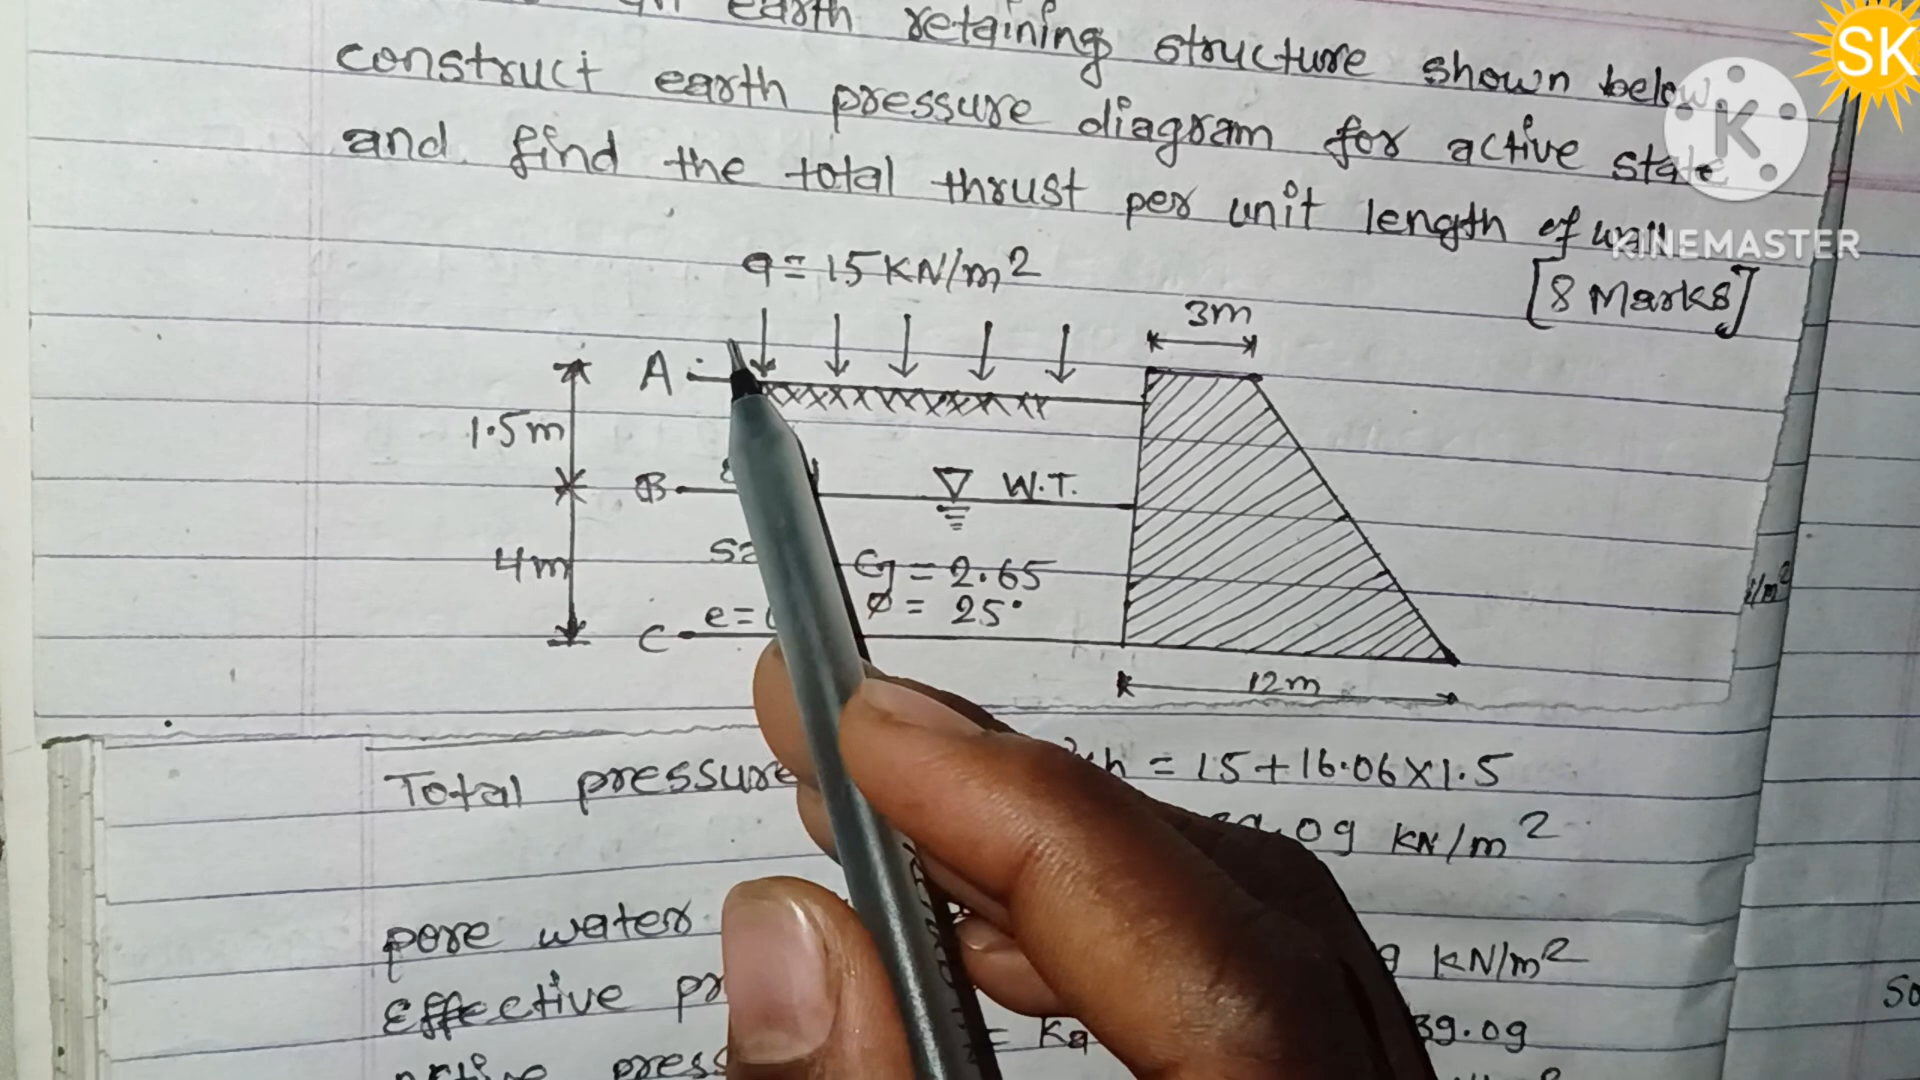 earth retaining structure shown below
construct earth pressure diagram for active state
and find the total thrust per unit length of wall
[8 Marks]
q = 15 KN/m2
3m
A
1.5m
B
W.T.
4m
G = 2.65
e =
ø = 25°
C
12m
Total pressure h = 15 + 16.06 × 1.5
.09 KN/m2
pore water
KN/m2
Effective
= Ka 39.09
SK
K
KINEMASTER